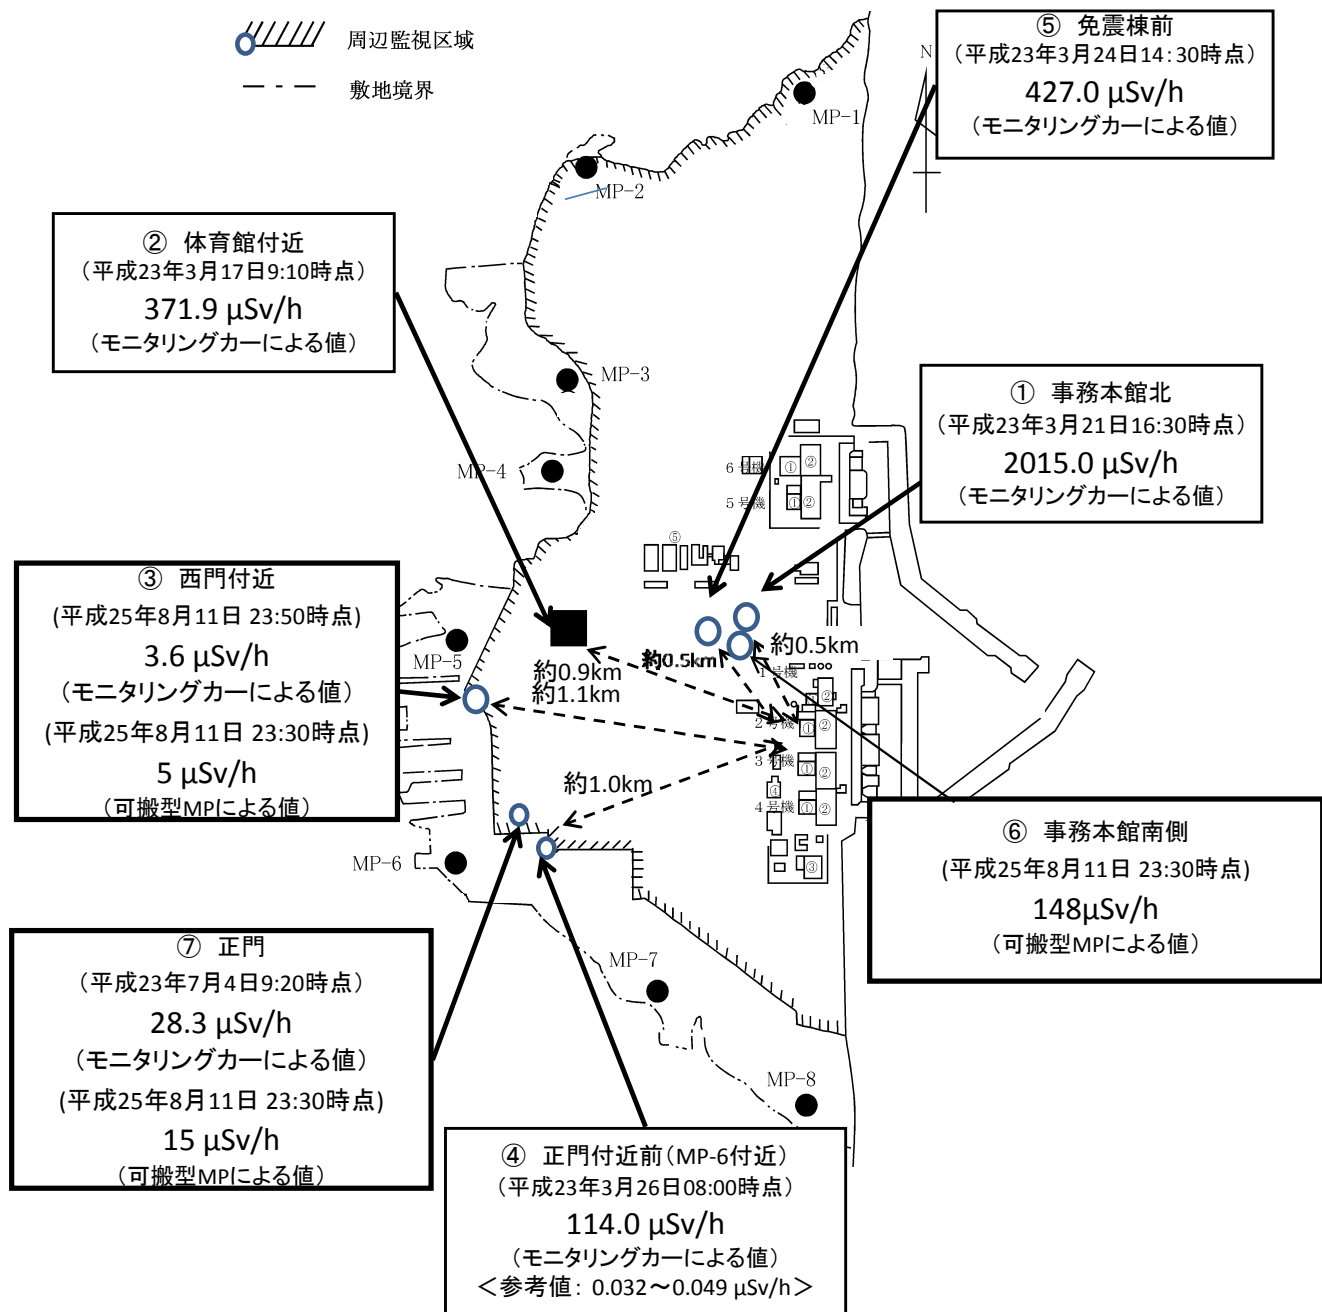 周辺監視区域
敷地境界
⑤ 免震棟前
(平成23年3月24日14:30時点)
427.0 μSv/h
(モニタリングカーによる値)
N
MP-1
MP-2
② 体育館付近
(平成23年3月17日9:10時点)
371.9 μSv/h
(モニタリングカーによる値)
MP-3
① 事務本館北
(平成23年3月21日16:30時点)
2015.0 μSv/h
(モニタリングカーによる値)
MP-4
6号機
① ②
5号機
① ②
⑤
③ 西門付近
(平成25年8月11日 23:50時点)
3.6 μSv/h
(モニタリングカーによる値)
(平成25年8月11日 23:30時点)
5 μSv/h
(可搬型MPによる値)
MP-5
約0.9km
約1.1km
約0.5km
約0.5km
1号機
②
2号機
① ②
3号機
① ②
④
4号機
① ②
③
約1.0km
MP-6
⑥ 事務本館南側
(平成25年8月11日 23:30時点)
148μSv/h
(可搬型MPによる値)
⑦ 正門
(平成23年7月4日9:20時点)
28.3 μSv/h
(モニタリングカーによる値)
(平成25年8月11日 23:30時点)
15 μSv/h
(可搬型MPによる値)
MP-7
MP-8
④ 正門付近前(MP-6付近)
(平成23年3月26日08:00時点)
114.0 μSv/h
(モニタリングカーによる値)
<参考値: 0.032~0.049 μSv/h>